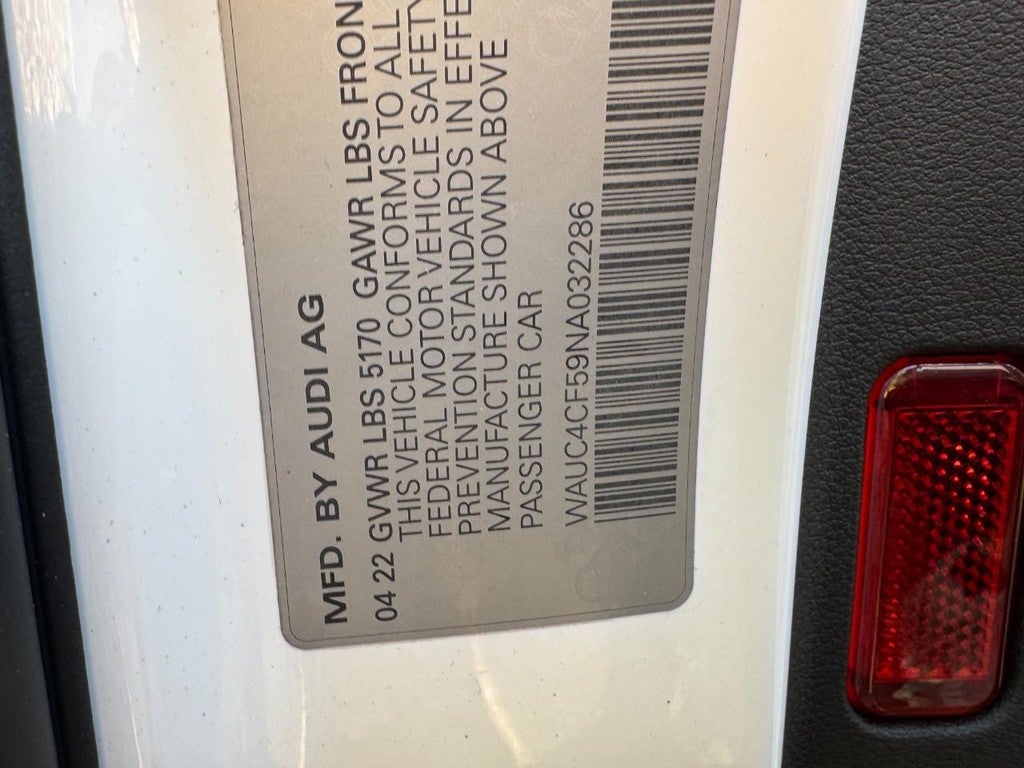 MFD. BY AUDI AG
04 22 GVWR LBS 5170 GAWR LBS FRON
THIS VEHICLE CONFORMS TO ALL
FEDERAL MOTOR VEHICLE SAFETY
PREVENTION STANDARDS IN EFFE
MANUFACTURE SHOWN ABOVE
PASSENGER CAR
WAUC4CF59NA032286